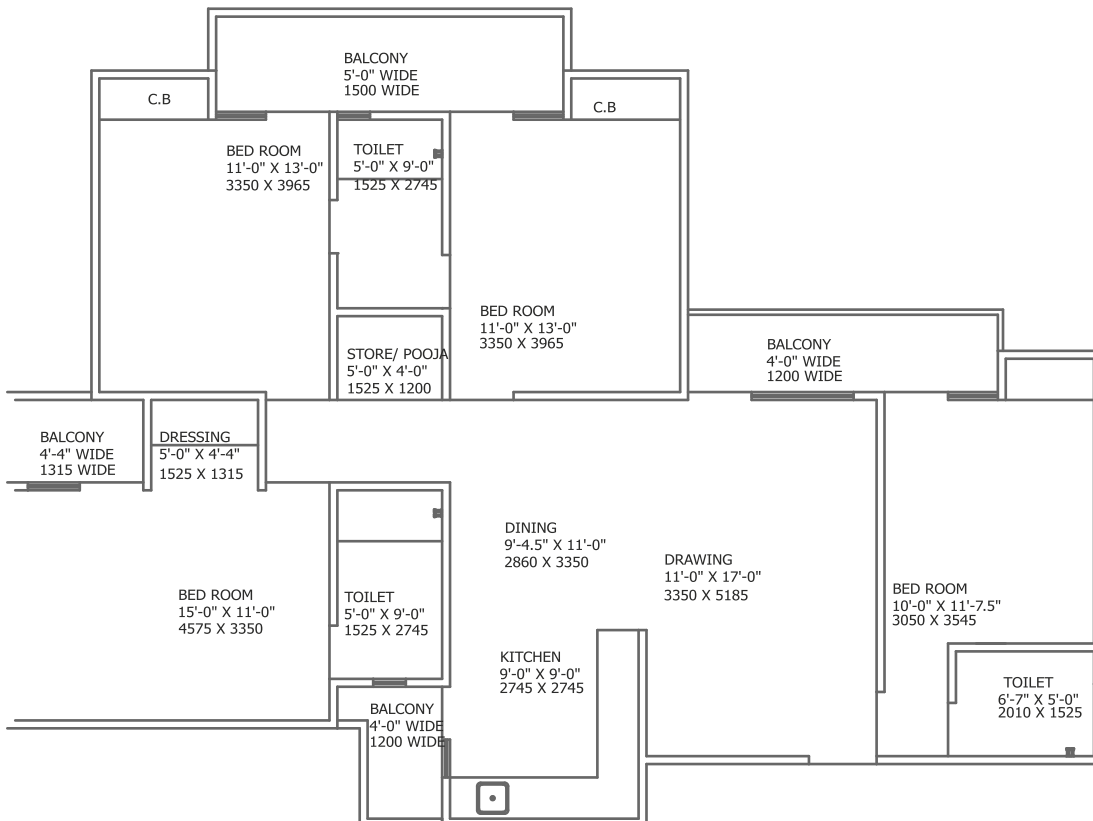 BALCONY
5'-0" WIDE
1500 WIDE
C.B
C.B
BED ROOM
11'-0" X 13'-0"
3350 X 3965
TOILET
5'-0" X 9'-0"
1525 X 2745
BED ROOM
11'-0" X 13'-0"
3350 X 3965
STORE/ POOJA
5'-0" X 4'-0"
1525 X 1200
BALCONY
4'-0" WIDE
1200 WIDE
BALCONY
4'-4" WIDE
1315 WIDE
DRESSING
5'-0" X 4'-4"
1525 X 1315
DINING
9'-4.5" X 11'-0"
2860 X 3350
DRAWING
11'-0" X 17'-0"
3350 X 5185
BED ROOM
15'-0" X 11'-0"
4575 X 3350
TOILET
5'-0" X 9'-0"
1525 X 2745
BED ROOM
10'-0" X 11'-7.5"
3050 X 3545
KITCHEN
9'-0" X 9'-0"
2745 X 2745
TOILET
6'-7" X 5'-0"
2010 X 1525
BALCONY
4'-0" WIDE
1200 WIDE